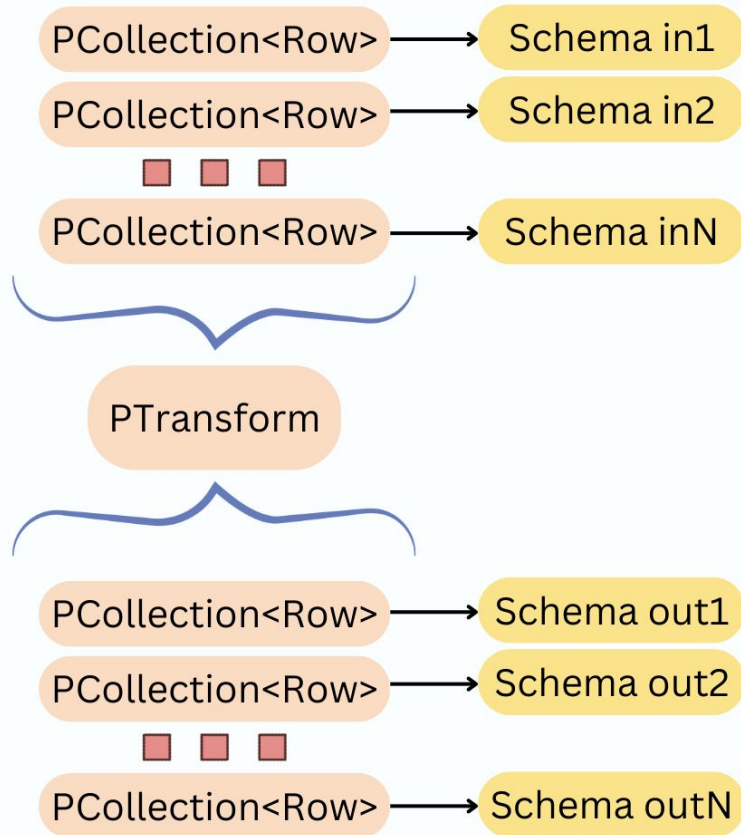 PCollection<Row>
Schema in1
PCollection<Row>
Schema in2
PCollection<Row>
Schema inN
PTransform
PCollection<Row>
Schema out1
PCollection<Row>
Schema out2
PCollection<Row>
Schema outN